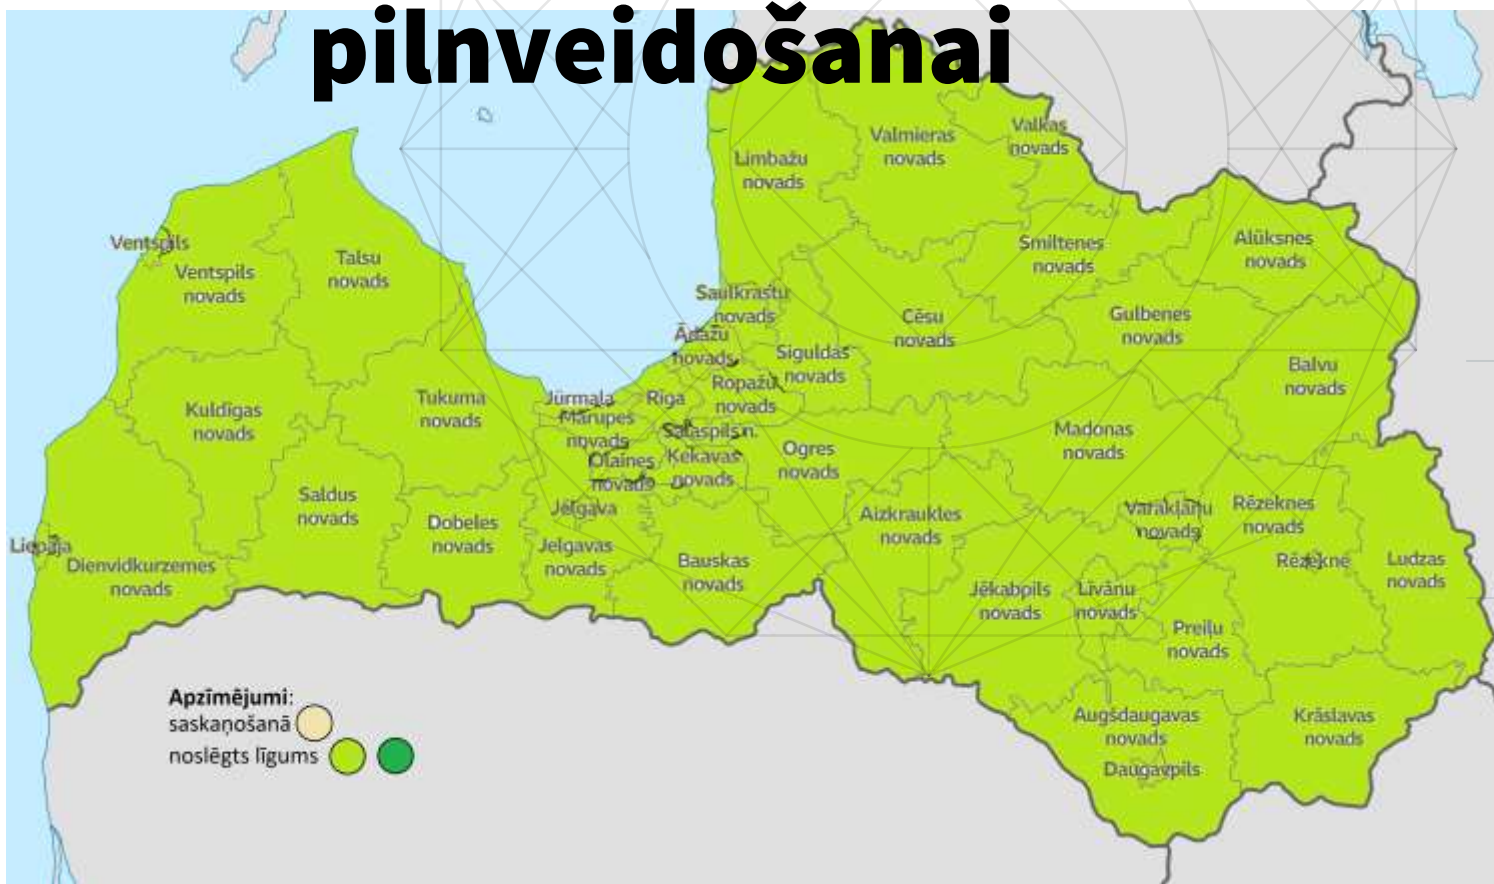 pilnveidošanai
Valmieras
novads
Valkas
novads
Limbažu
novads
Ventspils
Ventspils
novads
Talsu
novads
Smiltenes
novads
Alūksnes
novads
Saulkrastu
novads
Ādažu
novads
Siguldas
novads
Cēsu
novads
Gulbenes
novads
Balvu
novads
Kuldīgas
novads
Tukuma
novads
Jūrmala
Mārupes
novads
Rīga
Ropažu
novads
Salaspils n.
Olaines
novads
Ķekavas
novads
Ogres
novads
Madonas
novads
Saldus
novads
Dobeles
novads
Jelgava
Jelgavas
novads
Bauskas
novads
Aizkraukles
novads
Varakļānu
novads
Rēzeknes
novads
Rēzekne
Ludzas
novads
Liepāja
Dienvidkurzemes
novads
Jēkabpils
novads
Līvānu
novads
Preiļu
novads
Augšdaugavas
novads
Daugavpils
Krāslavas
novads
Apzīmējumi:
saskaņošanā
noslēgts līgums